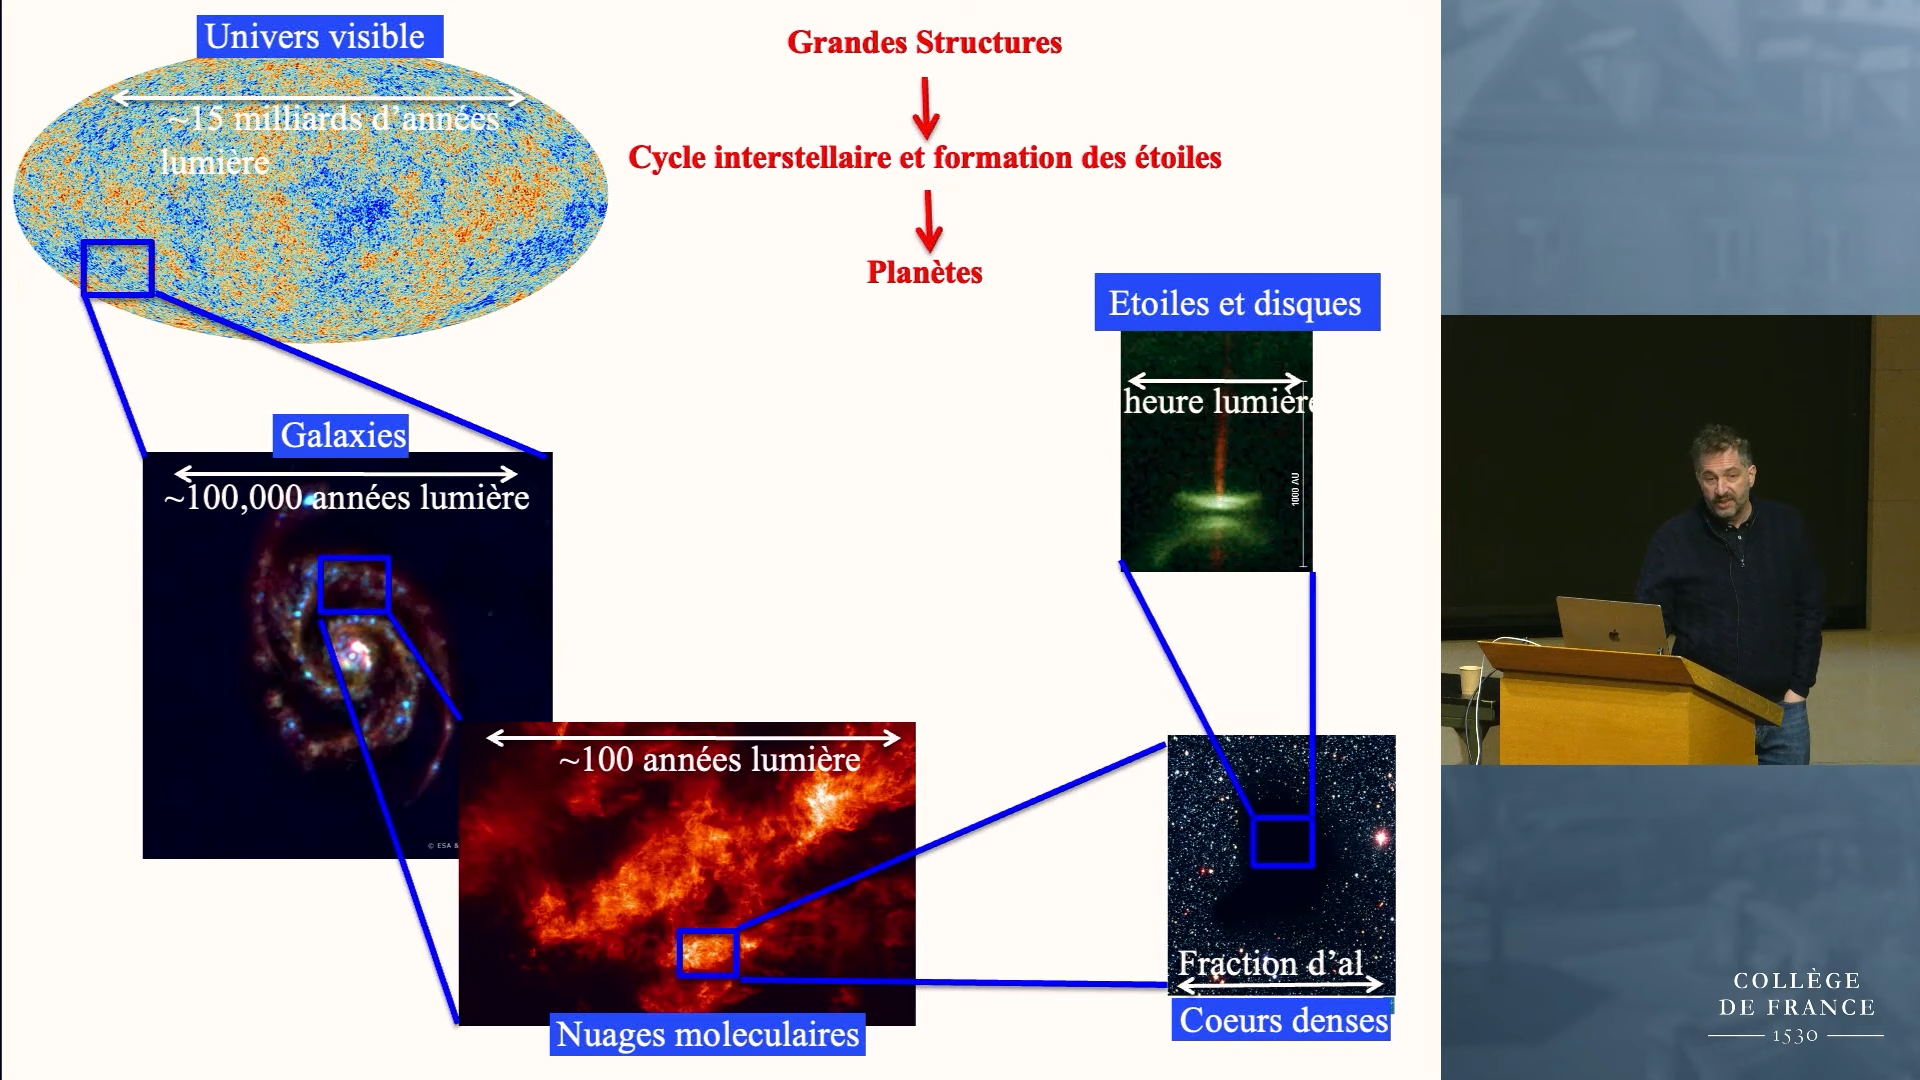 Univers visible
~15 milliards d'années
lumière
Grandes Structures
Cycle interstellaire et formation des étoiles
Planètes
Etoiles et disques
heure lumière
1000 AU
Galaxies
~100,000 années lumière
© ESA &
~100 années lumière
Nuages moleculaires
Fraction d'al
Coeurs denses
COLLÈGE
DE FRANCE
1530